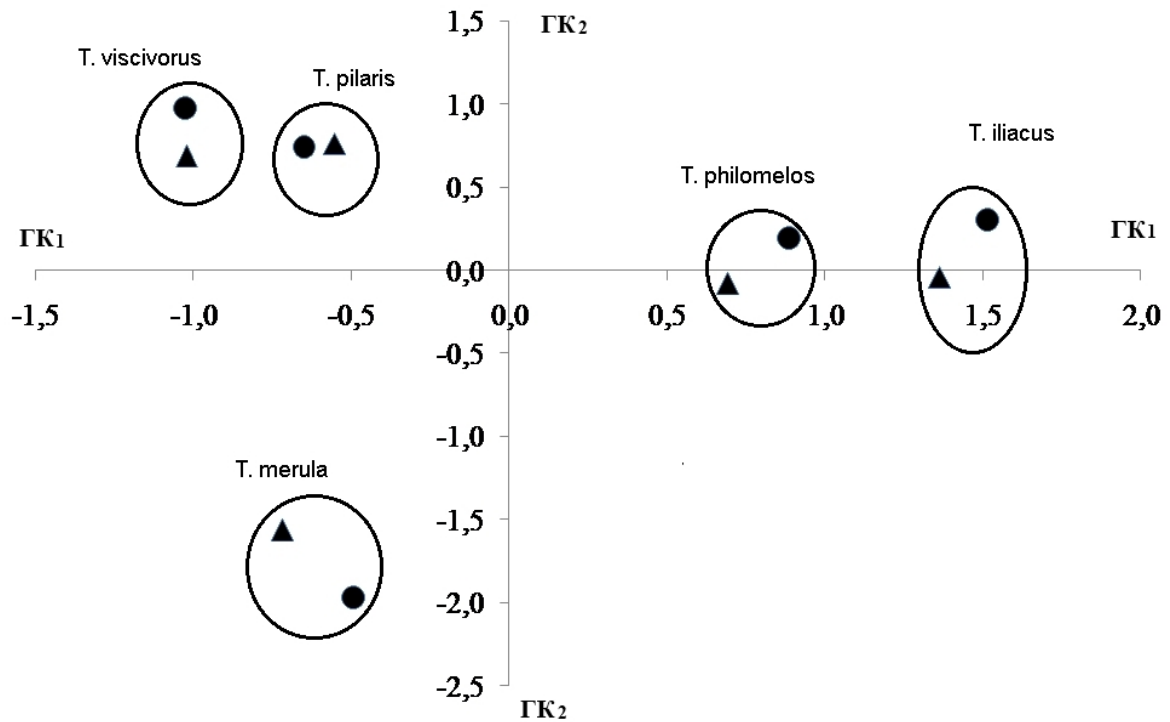 1,5
ГК2
T. viscivorus
T. pilaris
1,0
T. iliacus
0,5
T. philomelos
ГК1
ГК1
0,0
-1,5
-1,0
-0,5
0,0
0,5
1,0
1,5
2,0
-0,5
-1,0
T. merula
-1,5
-2,0
-2,5
ГК2